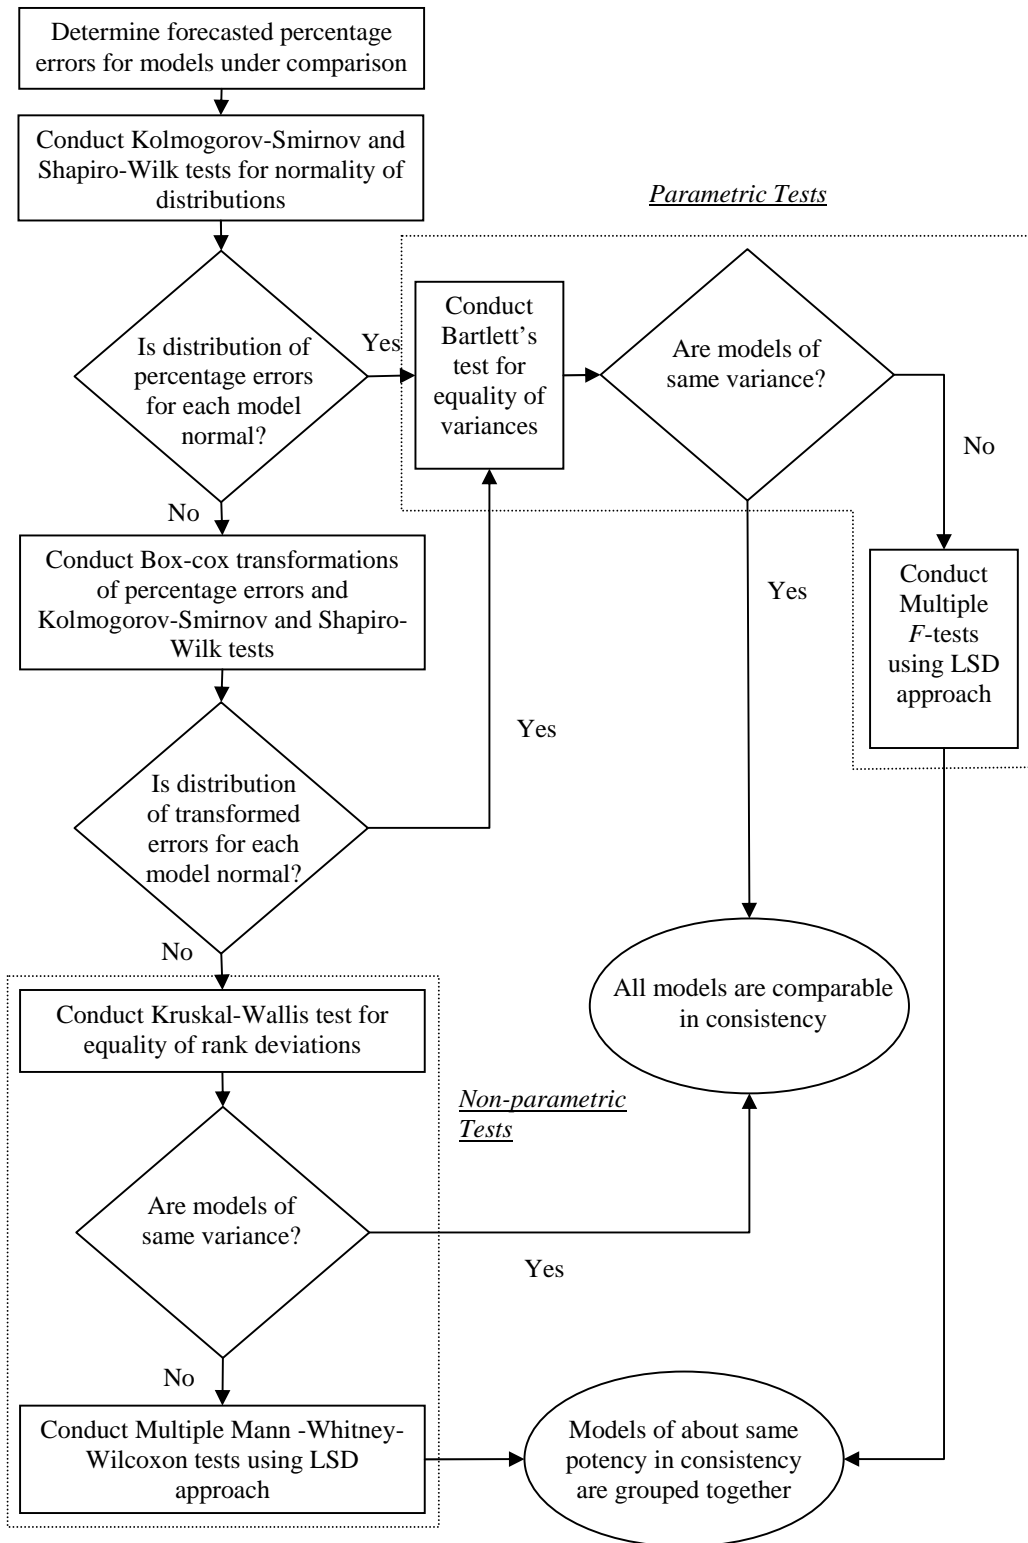 Determine forecasted percentage
errors for models under comparison
Conduct Kolmogorov-Smirnov and
Shapiro-Wilk tests for normality of
distributions
Parametric Tests
Is distribution of
percentage errors
for each model
normal?
Yes
Conduct
Bartlett’s
test for
equality of
variances
Are models of
same variance?
No
No
Conduct Box-cox transformations
of percentage errors and
Kolmogorov-Smirnov and Shapiro-
Wilk tests
Yes
Conduct
Multiple
F-tests
using LSD
approach
Yes
Is distribution
of transformed
errors for each
model normal?
No
All models are comparable
in consistency
Conduct Kruskal-Wallis test for
equality of rank deviations
Non-parametric
Tests
Are models of
same variance?
Yes
No
Conduct Multiple Mann -Whitney-
Wilcoxon tests using LSD
approach
Models of about same
potency in consistency
are grouped together